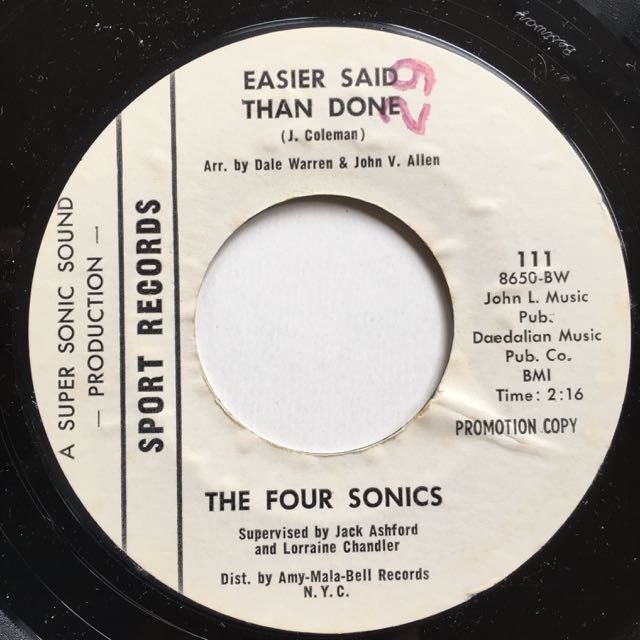 EASIER SAID
THAN DONE
(J. Coleman)
Arr. by Dale Warren & John V. Allen
A SUPER SONIC SOUND
— PRODUCTION —
SPORT RECORDS
111
8650-BW
John L. Music
Pub.
Daedalian Music
Pub. Co.
BMI
Time: 2:16
PROMOTION COPY
THE FOUR SONICS
Supervised by Jack Ashford
and Lorraine Chandler
Dist. by Amy-Mala-Bell Records
N.Y.C.